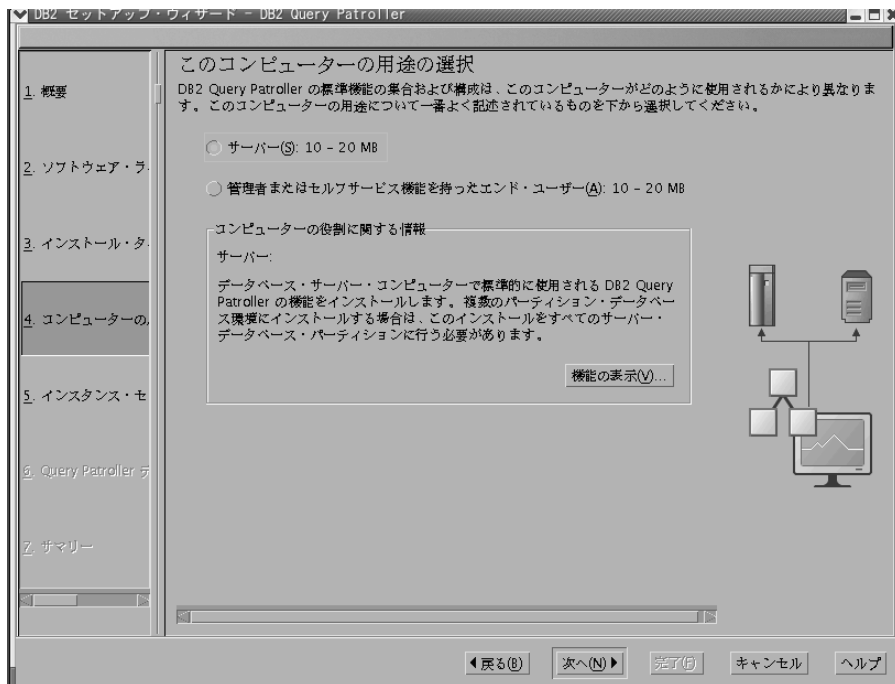 DB2 セットアップ・ウィザード - DB2 Query Patroller
1. 概要
2. ソフトウェア・ラ
3. インストール・タ
4. コンピューターの
5. インスタンス・セ
6. Query Patroller デ
7. サマリー
このコンピューターの用途の選択
DB2 Query Patroller の標準機能の集合および構成は、このコンピューターがどのように使用されるかにより異なりま
す。このコンピューターの用途について一番よく記述されているものを下から選択してください。
サーバー(S): 10 - 20 MB
管理者またはセルフサービス機能を持ったエンド・ユーザー(A): 10 - 20 MB
コンピューターの役割に関する情報
サーバー:
データベース・サーバー・コンピューターで標準的に使用される DB2 Query
Patroller の機能をインストールします。複数のパーティション・データベー
ス環境にインストールする場合は、このインストールをすべてのサーバー・
データベース・パーティションに行う必要があります。
機能の表示(V)...
戻る(B)
次へ(N)
完了(F)
キャンセル
ヘルプ